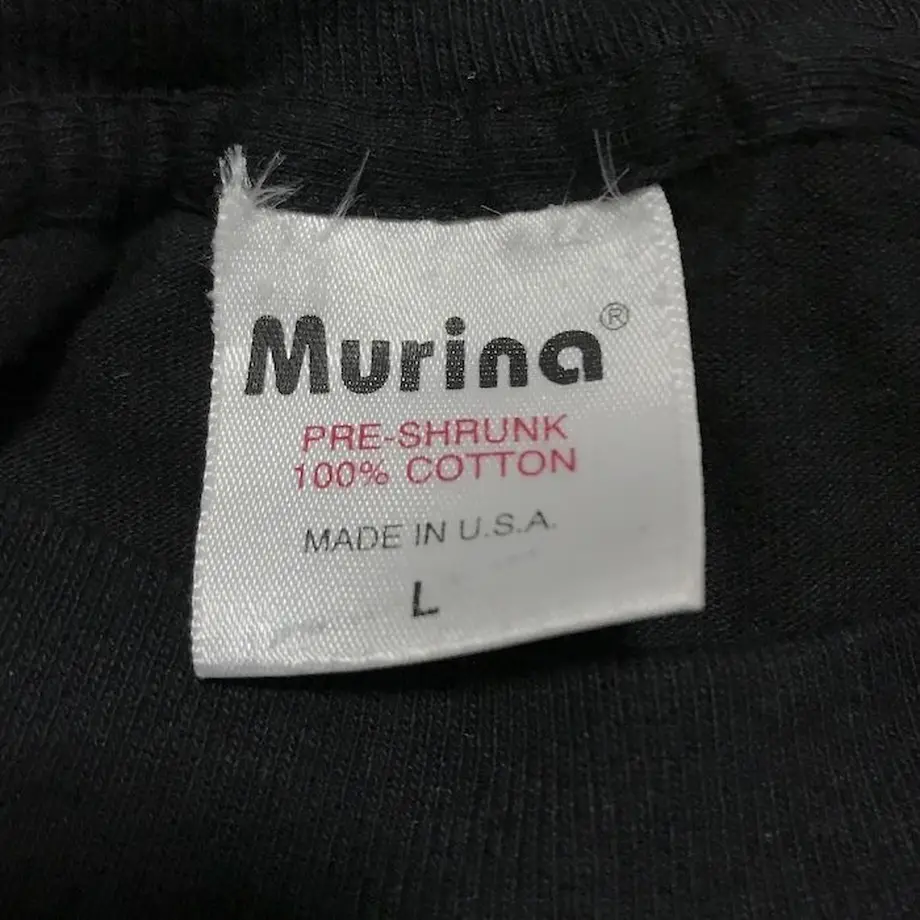 Murina®
PRE-SHRUNK
100% COTTON
MADE IN U.S.A.
L